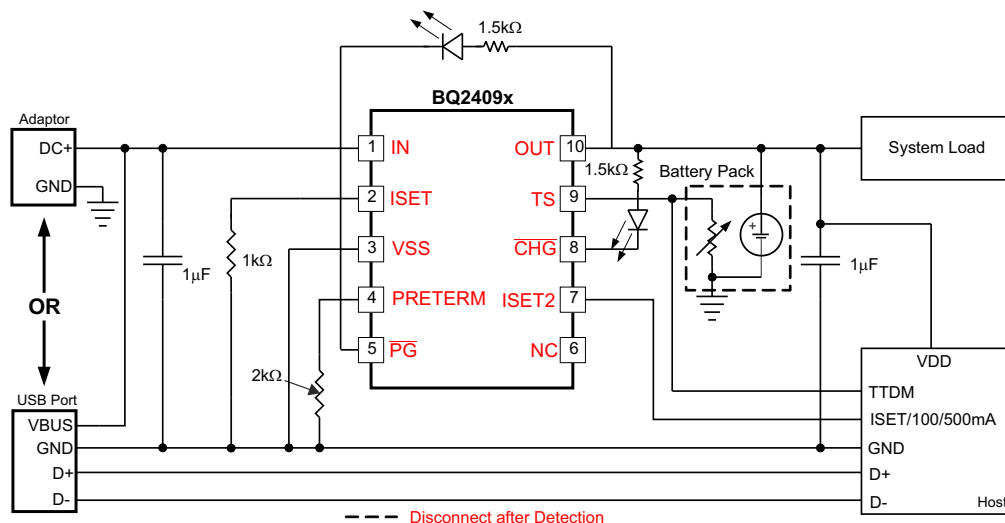 1.5kΩ
BQ2409x
Adaptor
DC+
GND
1 IN
OUT 10
System Load
1.5kΩ
Battery Pack
2 ISET
TS 9
+
3 VSS
CHG 8
1kΩ
1μF
1μF
OR
4 PRETERM
ISET2 7
5 PG
NC 6
VDD
2kΩ
USB Port
TTDM
VBUS
ISET/100/500mA
GND
GND
D+
D+
D-
D-
Host
Disconnect after Detection